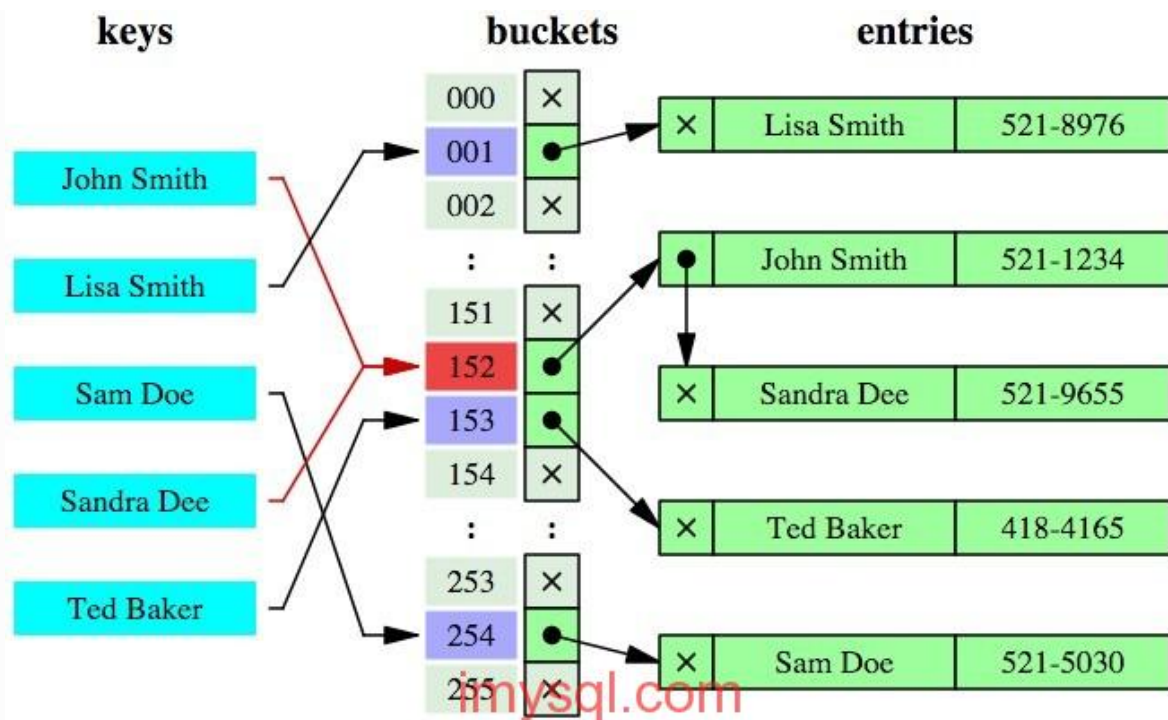 keys
buckets
entries
John Smith
Lisa Smith
Sam Doe
Sandra Dee
Ted Baker
000
001
002
:
:
151
152
153
154
:
:
253
254
255
Lisa Smith 521-8976
John Smith 521-1234
Sandra Dee 521-9655
Ted Baker 418-4165
Sam Doe 521-5030
imysql.com